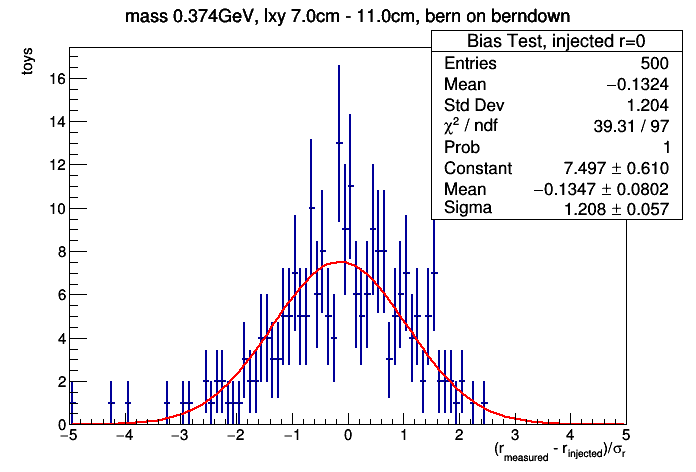 mass 0.374GeV, lxy 7.0cm - 11.0cm, bern on berndown
toys
Bias Test, injected r=0
Entries 500
Mean −0.1324
Std Dev 1.204
χ² / ndf 39.31 / 97
Prob 1
Constant 7.497 ± 0.610
Mean −0.1347 ± 0.0802
Sigma 1.208 ± 0.057
16
14
12
10
8
6
4
2
0
−5 −4 −3 −2 −1 0 1 2 3 4 5
(r_measured - r_injected)/σ_r